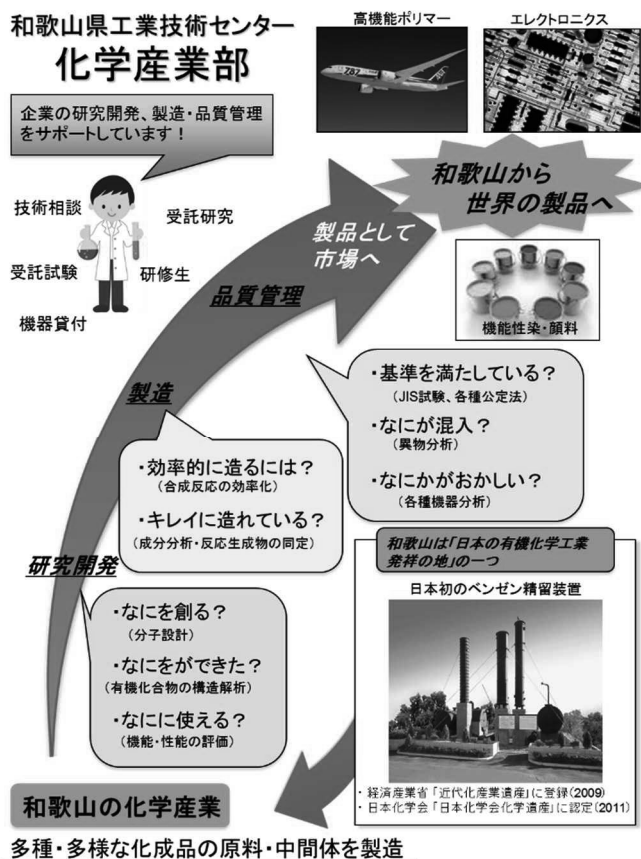 和歌山県工業技術センター
化学産業部
企業の研究開発、製造・品質管理
をサポートしています！
技術相談
受託研究
受託試験
研修生
機器貸付
高機能ポリマー
787
エレクトロニクス
和歌山から
世界の製品へ
製品として
市場へ
機能性染・顔料
品質管理
・基準を満たしている？
（JIS試験、各種公定法）
・なにが混入？
（異物分析）
・なにかがおかしい？
（各種機器分析）
製造
・効率的に造るには？
（合成反応の効率化）
・キレイに造れている？
（成分分析・反応生成物の同定）
研究開発
・なにを創る？
（分子設計）
・なにをができた？
（有機化合物の構造解析）
・なにに使える？
（機能・性能の評価）
和歌山は「日本の有機化学工業
発祥の地」の一つ
日本初のベンゼン精留装置
・経済産業省「近代化産業遺産」に登録（2009）
・日本化学会「日本化学会化学遺産」に認定（2011）
和歌山の化学産業
多種・多様な化成品の原料・中間体を製造